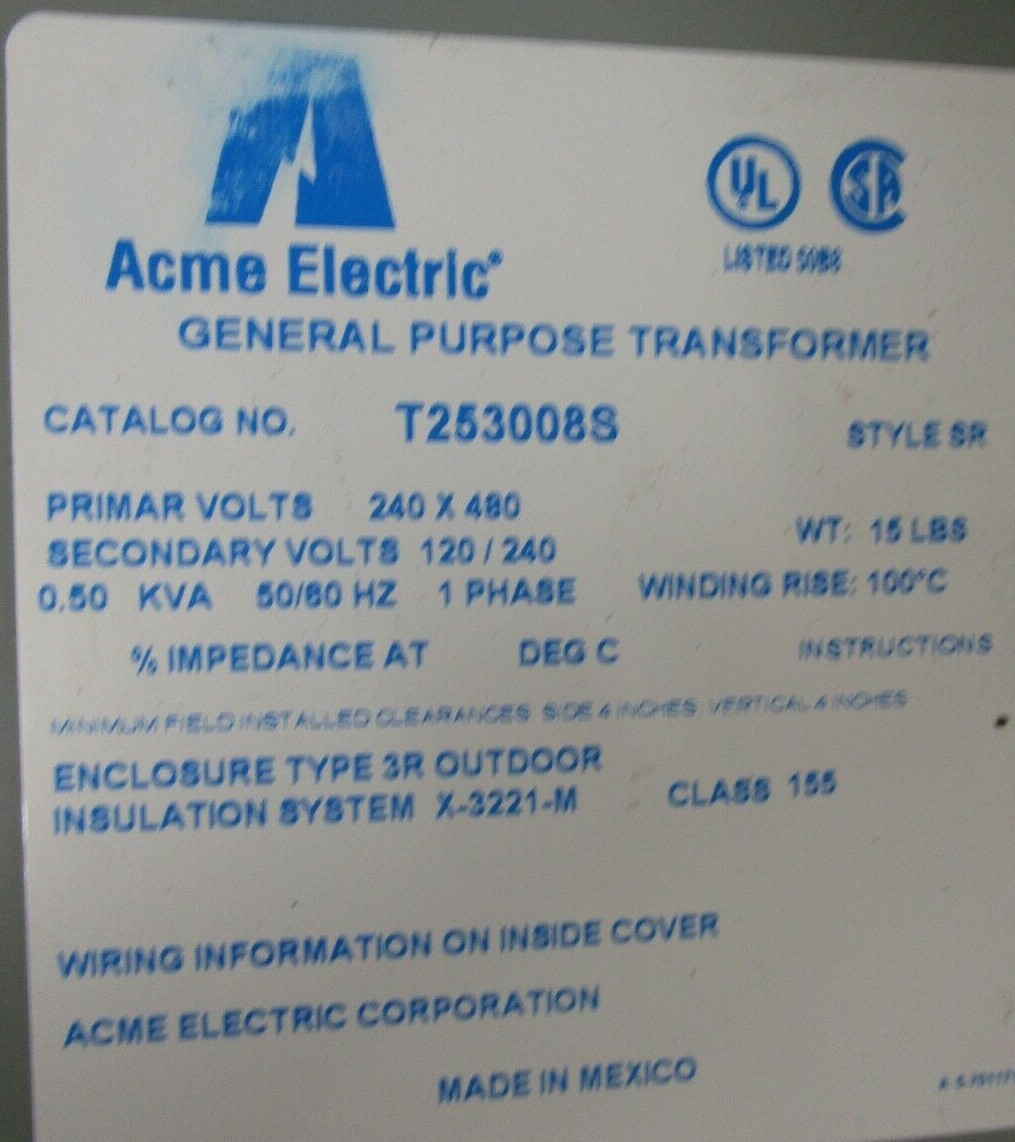 UL SA
LISTED
Acme Electric®
GENERAL PURPOSE TRANSFORMER
CATALOG NO. T253008S STYLE SR
PRIMAR VOLTS 240 X 480
WT: 15 LBS
SECONDARY VOLTS 120 / 240
0.50 KVA 50/60 HZ 1 PHASE WINDING RISE: 100°C
% IMPEDANCE AT DEG C INSTRUCTIONS
MINIMUM FIELD INSTALLED CLEARANCES SIDE 4 INCHES, VERTICAL 4 INCHES
ENCLOSURE TYPE 3R OUTDOOR
INSULATION SYSTEM X-3221-M CLASS 155
WIRING INFORMATION ON INSIDE COVER
ACME ELECTRIC CORPORATION
MADE IN MEXICO